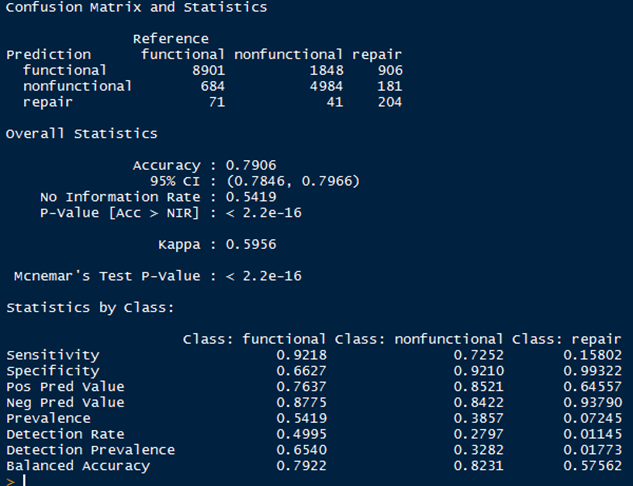 Confusion Matrix and Statistics
Reference
Prediction functional nonfunctional repair
functional 8901 1848 906
nonfunctional 684 4984 181
repair 71 41 204
Overall Statistics
Accuracy : 0.7906
95% CI : (0.7846, 0.7966)
No Information Rate : 0.5419
P-Value [Acc > NIR] : < 2.2e-16
Kappa : 0.5956
Mcnemar's Test P-Value : < 2.2e-16
Statistics by Class:
Class: functional Class: nonfunctional Class: repair
Sensitivity 0.9218 0.7252 0.15802
Specificity 0.6627 0.9210 0.99322
Pos Pred Value 0.7637 0.8521 0.64557
Neg Pred Value 0.8775 0.8422 0.93790
Prevalence 0.5419 0.3857 0.07245
Detection Rate 0.4995 0.2797 0.01145
Detection Prevalence 0.6540 0.3282 0.01773
Balanced Accuracy 0.7922 0.8231 0.57562
>